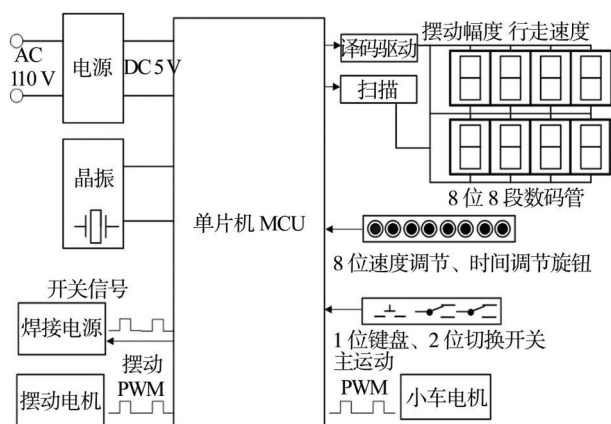 摆动幅度 行走速度
译码驱动
AC
110 V
电源
DC 5 V
扫描
8 位 8 段数码管
晶振
单片机 MCU
8 位速度调节、时间调节旋钮
开关信号
焊接电源
1 位键盘、2 位切换开关
摆动
PWM
主运动
PWM
摆动电机
小车电机